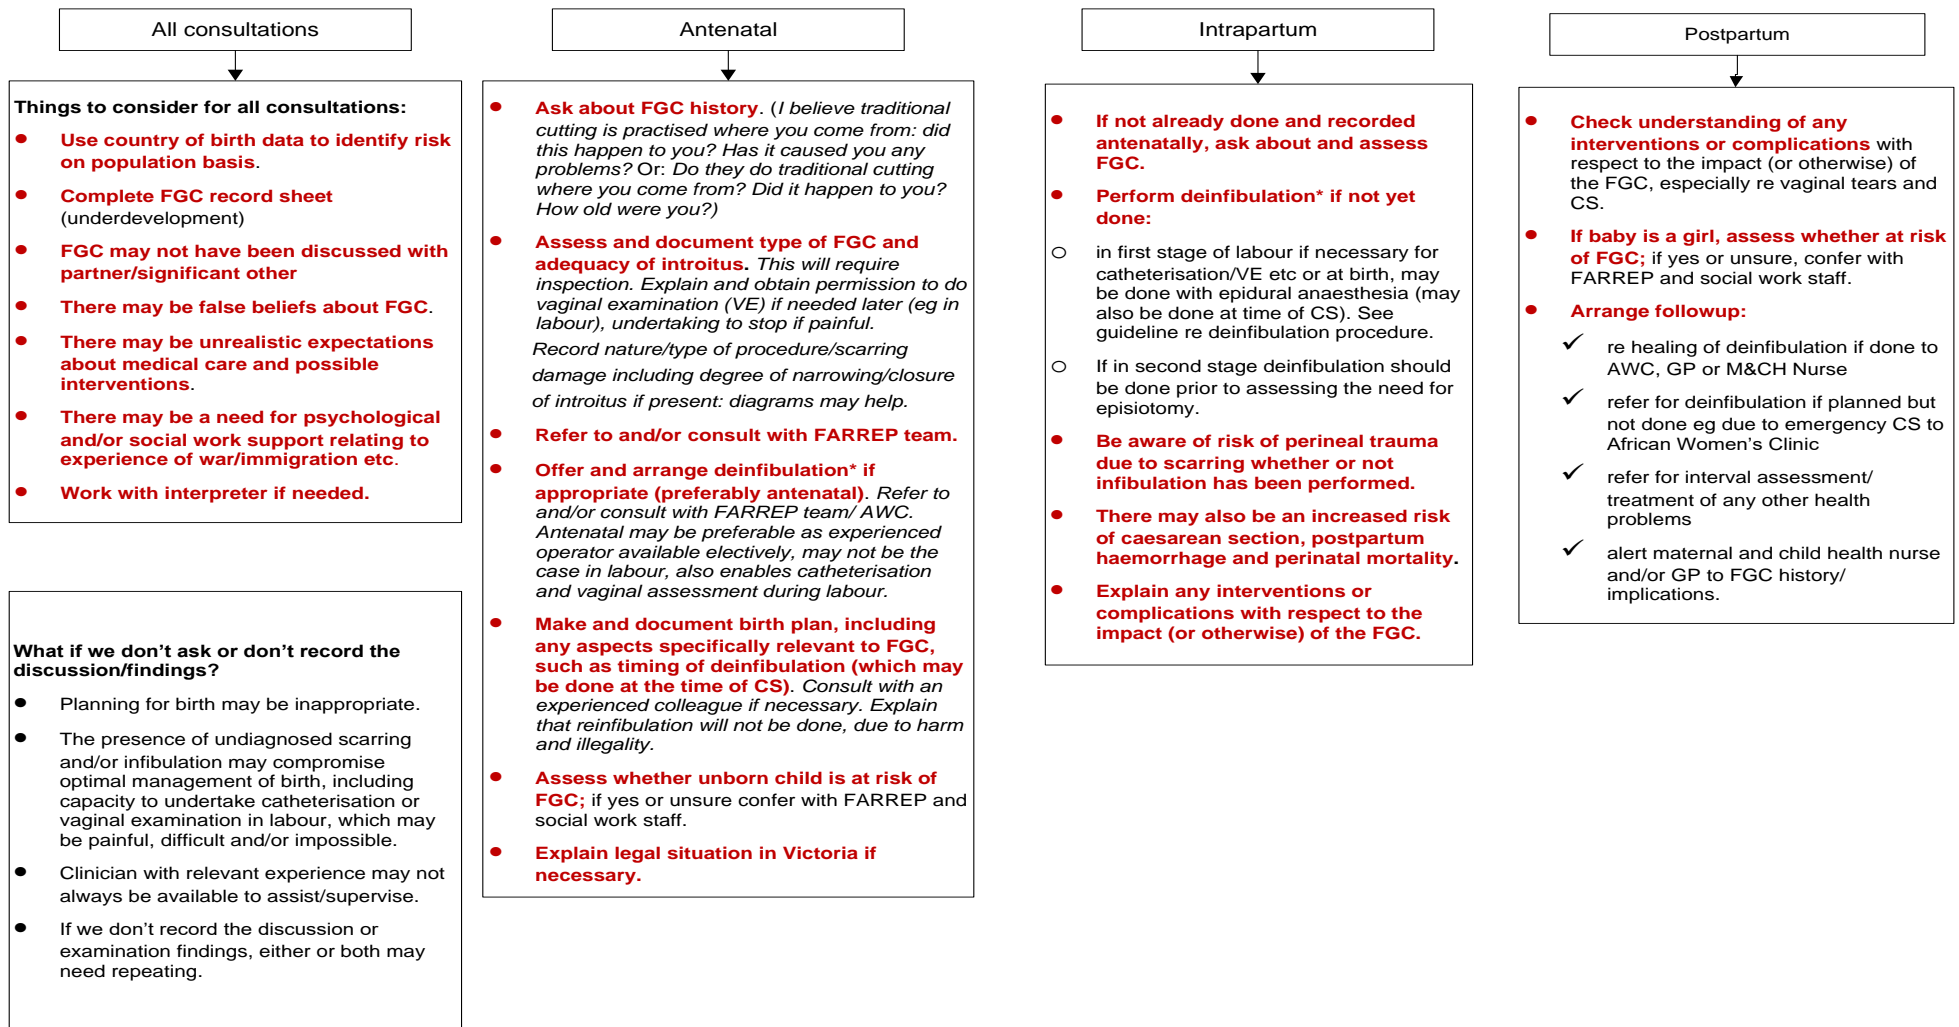 All consultations
Things to consider for all consultations:
● Use country of birth data to identify risk
on population basis.
● Complete FGC record sheet
(underdevelopment)
● FGC may not have been discussed with
partner/significant other
● There may be false beliefs about FGC.
● There may be unrealistic expectations
about medical care and possible
interventions.
● There may be a need for psychological
and/or social work support relating to
experience of war/immigration etc.
● Work with interpreter if needed.
What if we don't ask or don't record the
discussion/findings?
● Planning for birth may be inappropriate.
● The presence of undiagnosed scarring
and/or infibulation may compromise
optimal management of birth, including
capacity to undertake catheterisation or
vaginal examination in labour, which may
be painful, difficult and/or impossible.
● Clinician with relevant experience may not
always be available to assist/supervise.
● If we don't record the discussion or
examination findings, either or both may
need repeating.
Antenatal
● Ask about FGC history. (I believe traditional
cutting is practised where you come from: did
this happen to you? Has it caused you any
problems? Or: Do they do traditional cutting
where you come from? Did it happen to you?
How old were you?)
● Assess and document type of FGC and
adequacy of introitus. This will require
inspection. Explain and obtain permission to do
vaginal examination (VE) if needed later (eg in
labour), undertaking to stop if painful.
Record nature/type of procedure/scarring
damage including degree of narrowing/closure
of introitus if present: diagrams may help.
● Refer to and/or consult with FARREP team.
● Offer and arrange deinfibulation* if
appropriate (preferably antenatal). Refer to
and/or consult with FARREP team/ AWC.
Antenatal may be preferable as experienced
operator available electively, may not be the
case in labour, also enables catheterisation
and vaginal assessment during labour.
● Make and document birth plan, including
any aspects specifically relevant to FGC,
such as timing of deinfibulation (which may
be done at the time of CS). Consult with an
experienced colleague if necessary. Explain
that reinfibulation will not be done, due to harm
and illegality.
● Assess whether unborn child is at risk of
FGC; if yes or unsure confer with FARREP and
social work staff.
● Explain legal situation in Victoria if
necessary.
Intrapartum
● If not already done and recorded
antenatally, ask about and assess
FGC.
● Perform deinfibulation* if not yet
done:
○ in first stage of labour if necessary for
catheterisation/VE etc or at birth, may
be done with epidural anaesthesia (may
also be done at time of CS). See
guideline re deinfibulation procedure.
○ If in second stage deinfibulation should
be done prior to assessing the need for
episiotomy.
● Be aware of risk of perineal trauma
due to scarring whether or not
infibulation has been performed.
● There may also be an increased risk
of caesarean section, postpartum
haemorrhage and perinatal mortality.
● Explain any interventions or
complications with respect to the
impact (or otherwise) of the FGC.
Postpartum
● Check understanding of any
interventions or complications with
respect to the impact (or otherwise) of
the FGC, especially re vaginal tears and
CS.
● If baby is a girl, assess whether at risk
of FGC; if yes or unsure, confer with
FARREP and social work staff.
● Arrange followup:
✓ re healing of deinfibulation if done to
AWC, GP or M&CH Nurse
✓ refer for deinfibulation if planned but
not done eg due to emergency CS to
African Women's Clinic
✓ refer for interval assessment/
treatment of any other health
problems
✓ alert maternal and child health nurse
and/or GP to FGC history/
implications.